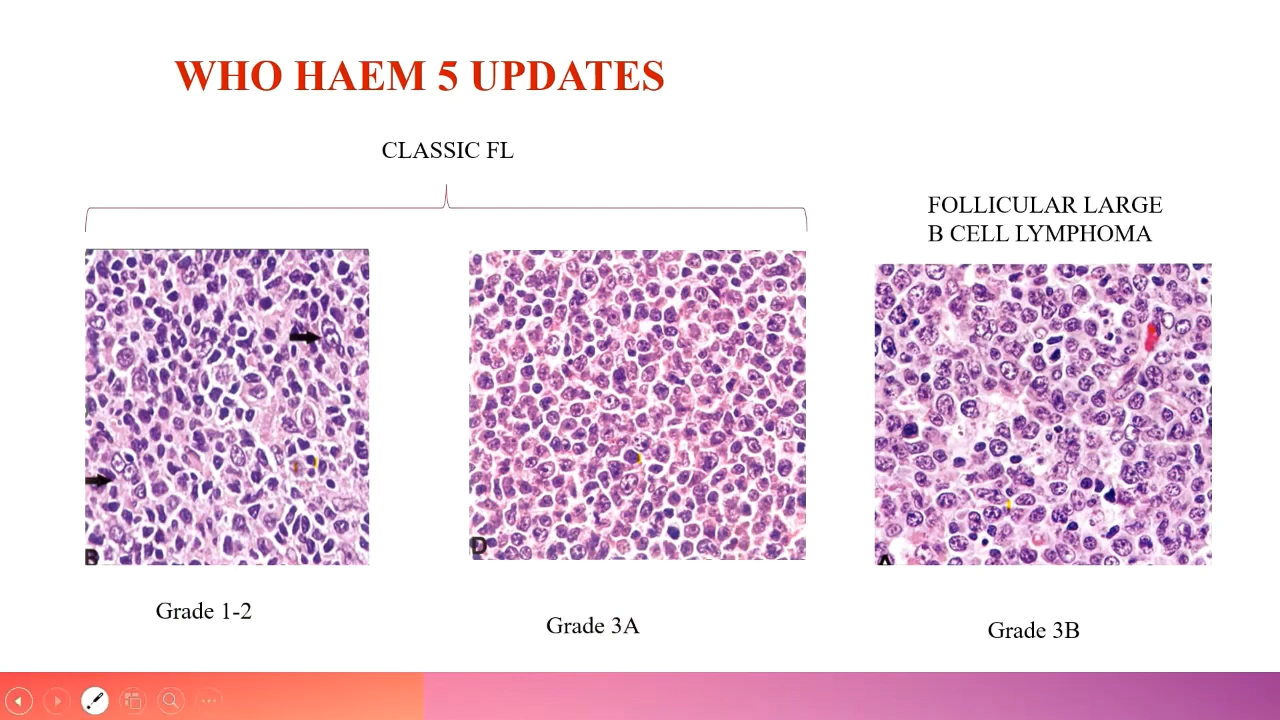 WHO HAEM 5 UPDATES
CLASSIC FL
FOLLICULAR LARGE
B CELL LYMPHOMA
B
D
A
Grade 1-2
Grade 3A
Grade 3B